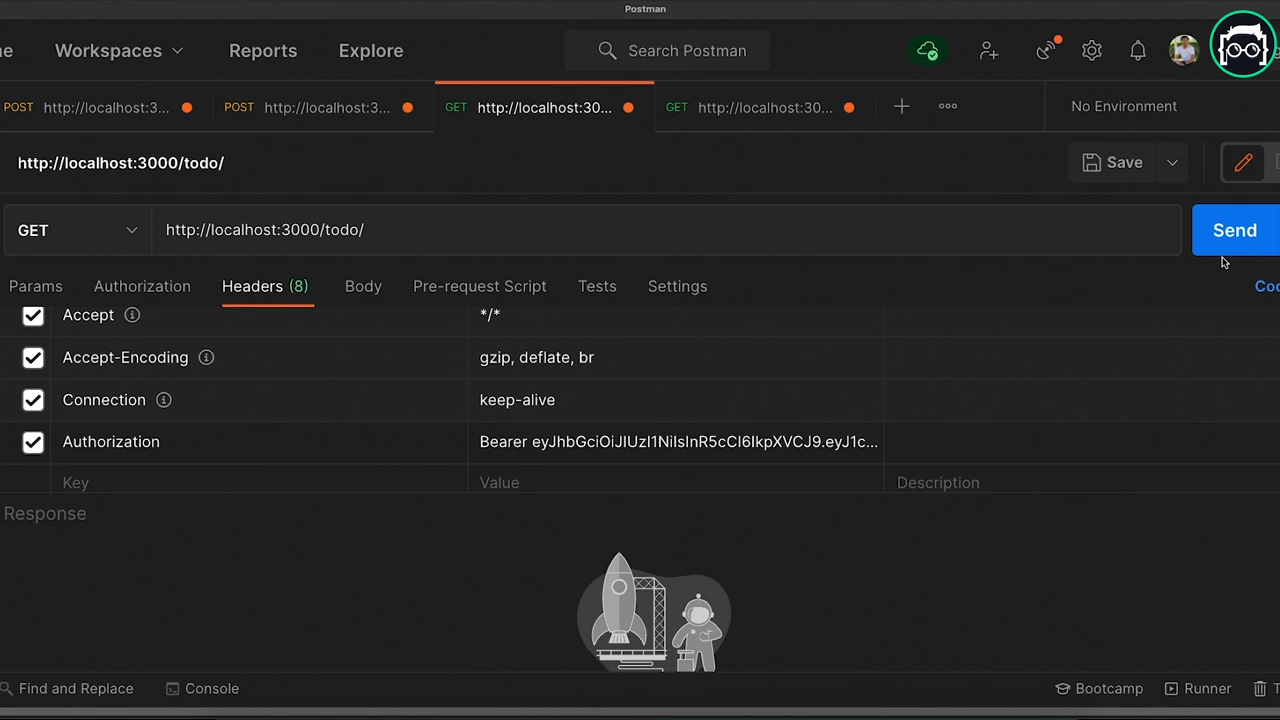 Postman
e
Workspaces
Reports
Explore
Search Postman
POST http://localhost:3...
POST http://localhost:3...
GET http://localhost:30...
GET http://localhost:30...
No Environment
http://localhost:3000/todo/
Save
GET
http://localhost:3000/todo/
Send
Params
Authorization
Headers (8)
Body
Pre-request Script
Tests
Settings
Coo
Accept
*/*
Accept-Encoding
gzip, deflate, br
Connection
keep-alive
Authorization
Bearer eyJhbGciOiJIUzI1NiIsInR5cCI6IkpXVCJ9.eyJ1c...
Key
Value
Description
Response
Find and Replace
Console
Bootcamp
Runner
T